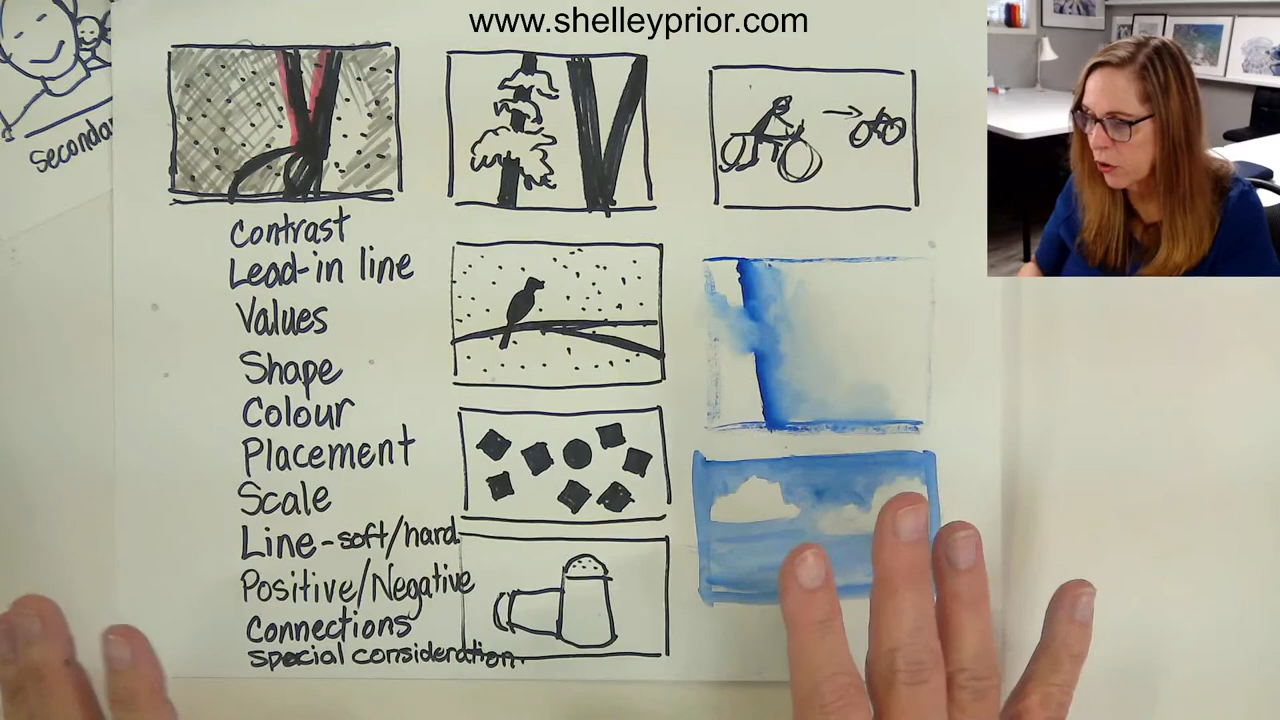 www.shelleyprior.com
Contrast
Lead-in line
Values
Shape
Colour
Placement
Scale
Line-soft/hard
Positive/Negative
Connections
special consideration